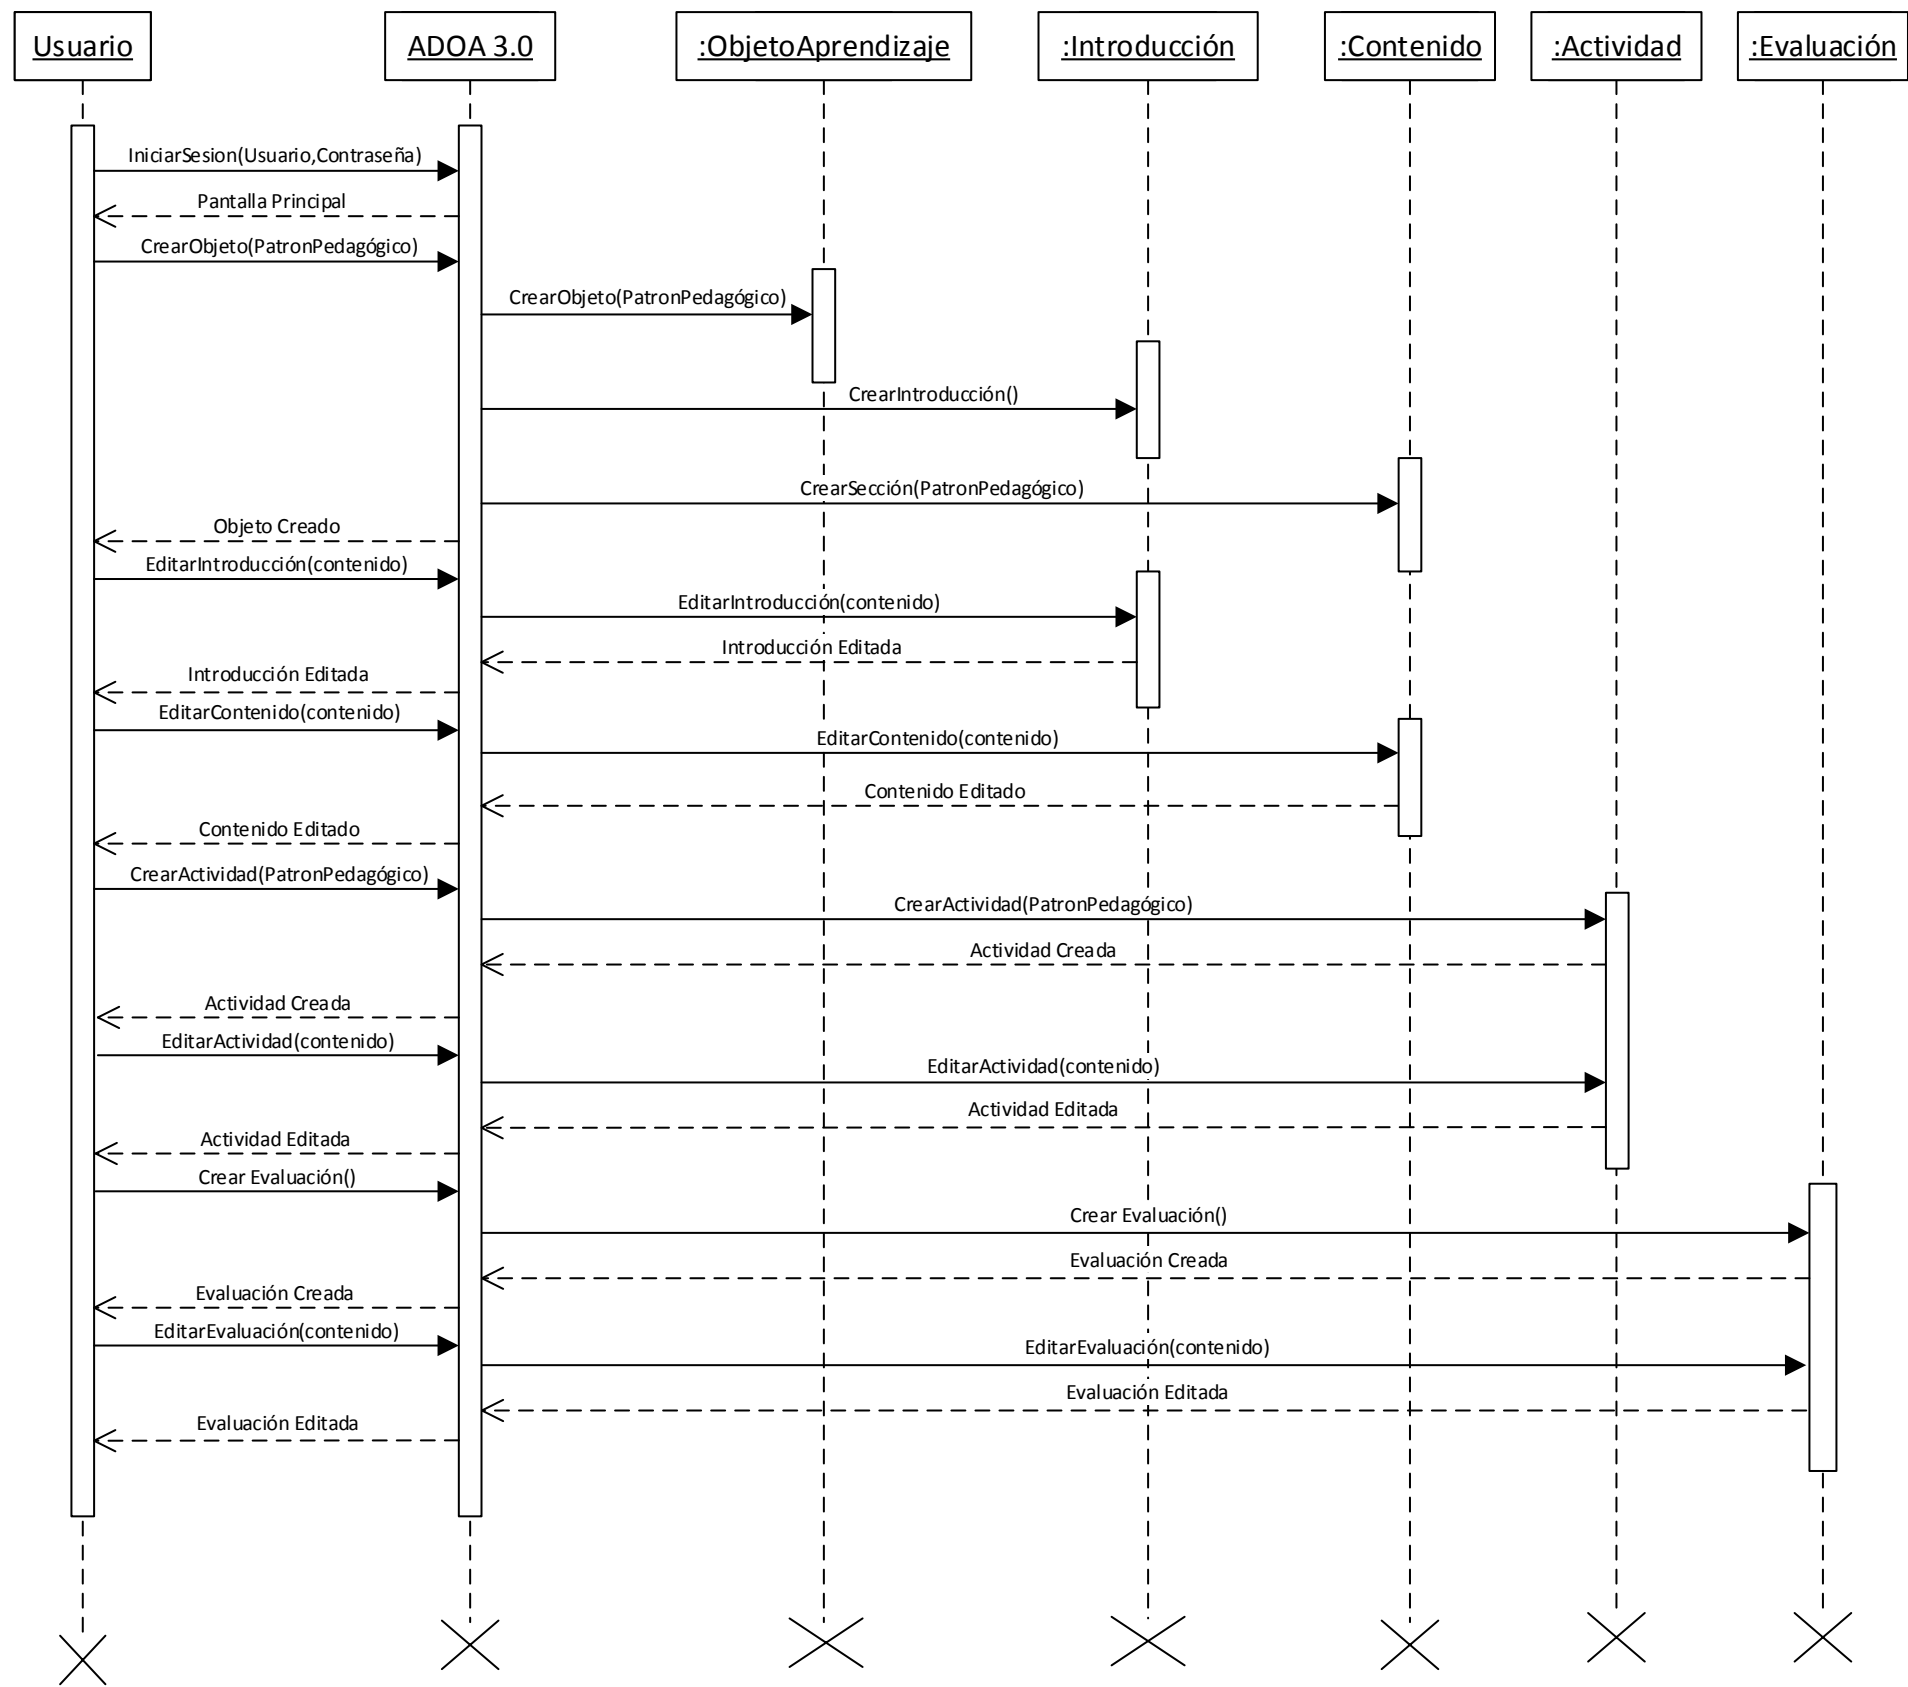 Usuario
ADOA 3.0
:ObjetoAprendizaje
:Introducción
:Contenido
:Actividad
:Evaluación
IniciarSesion(Usuario,Contraseña)
Pantalla Principal
CrearObjeto(PatronPedagógico)
CrearObjeto(PatronPedagógico)
CrearIntroducción()
CrearSección(PatronPedagógico)
Objeto Creado
EditarIntroducción(contenido)
EditarIntroducción(contenido)
Introducción Editada
Introducción Editada
EditarContenido(contenido)
EditarContenido(contenido)
Contenido Editado
Contenido Editado
CrearActividad(PatronPedagógico)
CrearActividad(PatronPedagógico)
Actividad Creada
Actividad Creada
EditarActividad(contenido)
EditarActividad(contenido)
Actividad Editada
Actividad Editada
Crear Evaluación()
Crear Evaluación()
Evaluación Creada
Evaluación Creada
EditarEvaluación(contenido)
EditarEvaluación(contenido)
Evaluación Editada
Evaluación Editada